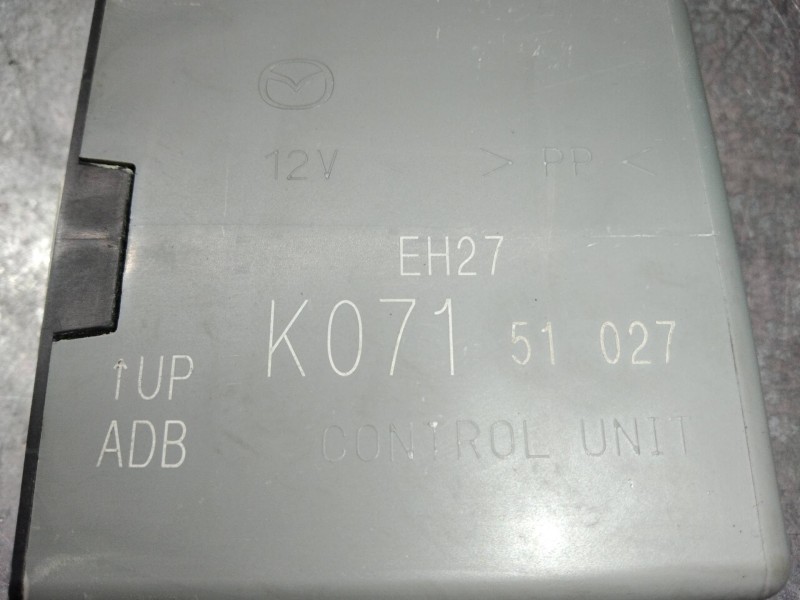 12V > PP <
EH27
K071 51 027
↑UP
ADB CONTROL UNIT